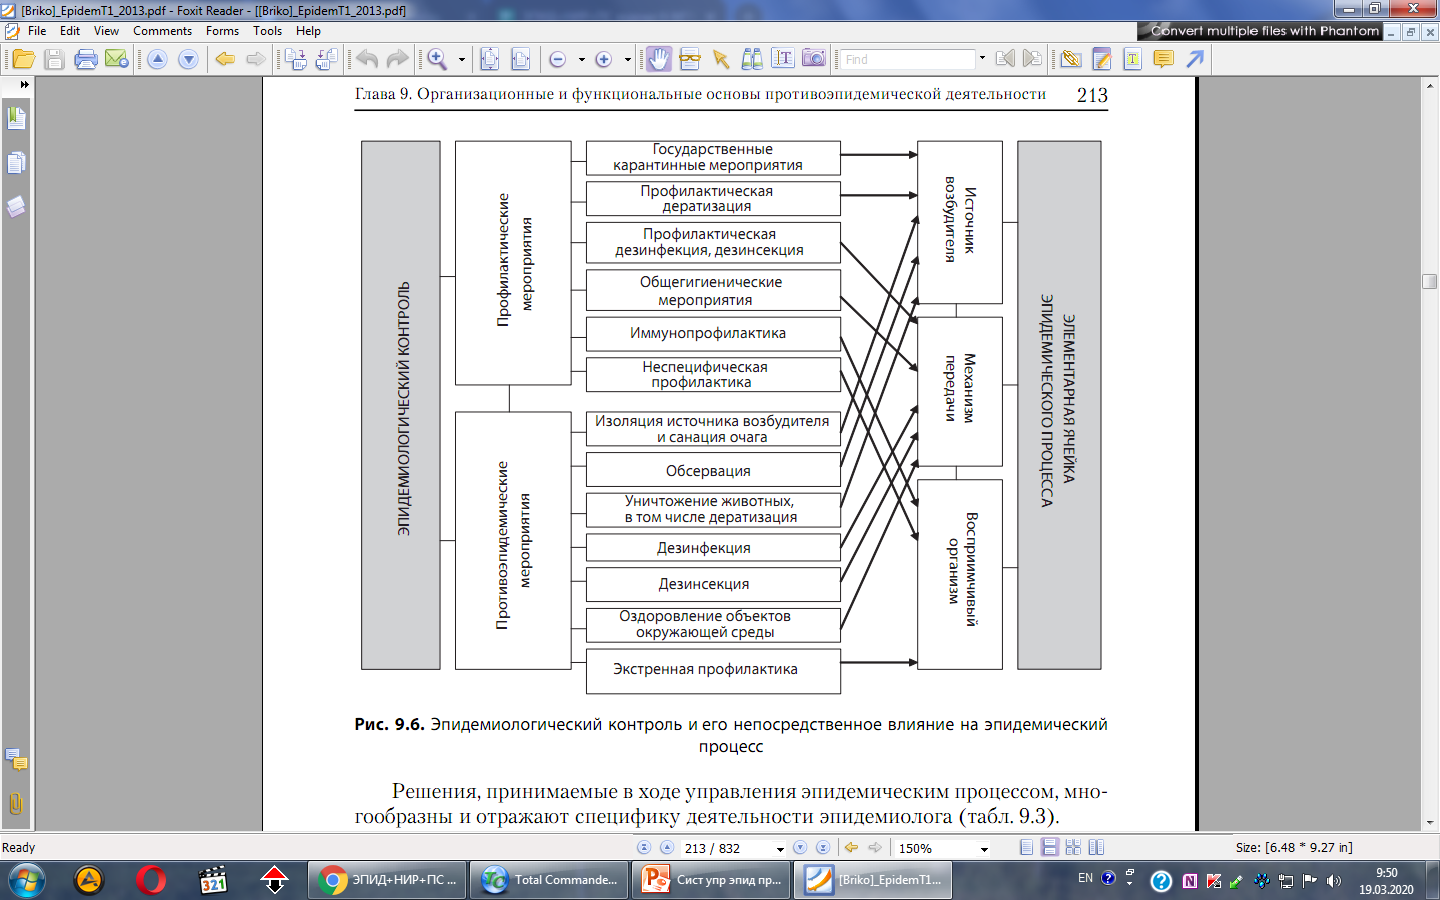 [Briko]_EpidemT1_2013.pdf - Foxit Reader - [[Briko]_EpidemT1_2013.pdf]
File Edit View Comments Forms Tools Help
Convert multiple files with Phantom
Find
Глава 9. Организационные и функциональные основы противоэпидемической деятельности 213
ЭПИДЕМИОЛОГИЧЕСКИЙ КОНТРОЛЬ
Профилактические
мероприятия
Противоэпидемические
мероприятия
Государственные
карантинные мероприятия
Профилактическая
дератизация
Профилактическая
дезинфекция, дезинсекция
Общегигиенические
мероприятия
Иммунопрофилактика
Неспецифическая
профилактика
Изоляция источника возбудителя
и санация очага
Обсервация
Уничтожение животных,
в том числе дератизация
Дезинфекция
Дезинсекция
Оздоровление объектов
окружающей среды
Экстренная профилактика
Источник
возбудителя
Механизм
передачи
Восприимчивый
организм
ЭЛЕМЕНТАРНАЯ ЯЧЕЙКА
ЭПИДЕМИЧЕСКОГО ПРОЦЕССА
Рис. 9.6. Эпидемиологический контроль и его непосредственное влияние на эпидемический
процесс
Решения, принимаемые в ходе управления эпидемическим процессом, мно-
гообразны и отражают специфику деятельности эпидемиолога (табл. 9.3).
Ready
213 / 832
150%
Size: [6.48 * 9.27 in]
321
ЭПИД+НИР+ПС ...
Total Commande...
Сист упр эпид пр...
[Briko]_EpidemT1...
EN
9:50
19.03.2020